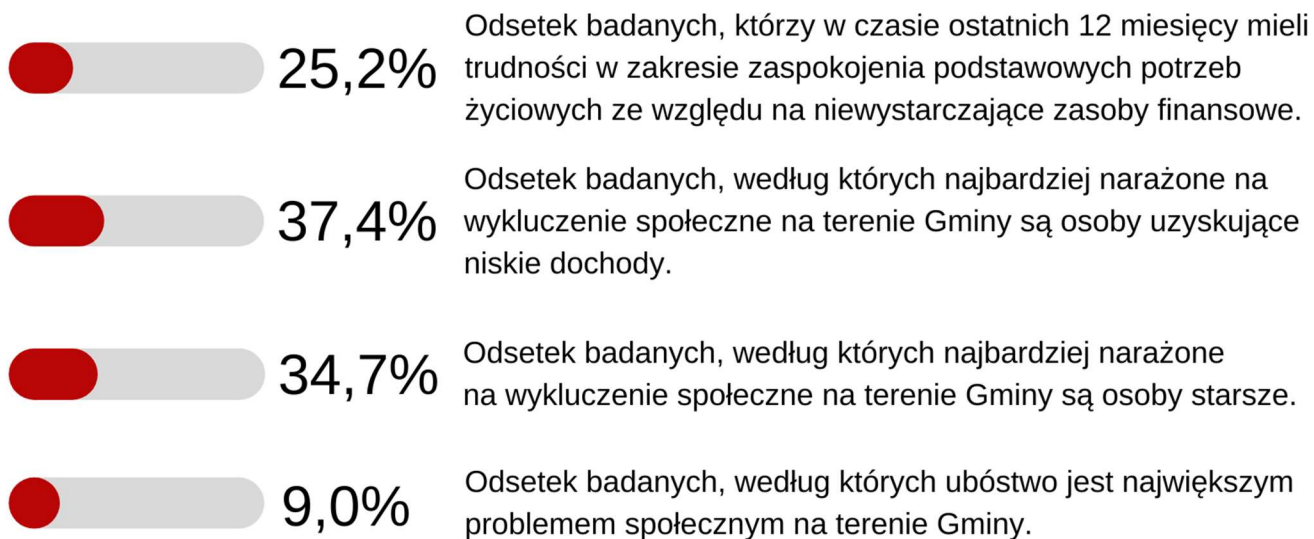 25,2%
Odsetek badanych, którzy w czasie ostatnich 12 miesięcy mieli
trudności w zakresie zaspokojenia podstawowych potrzeb
życiowych ze względu na niewystarczające zasoby finansowe.
37,4%
Odsetek badanych, według których najbardziej narażone na
wykluczenie społeczne na terenie Gminy są osoby uzyskujące
niskie dochody.
34,7%
Odsetek badanych, według których najbardziej narażone
na wykluczenie społeczne na terenie Gminy są osoby starsze.
9,0%
Odsetek badanych, według których ubóstwo jest największym
problemem społecznym na terenie Gminy.